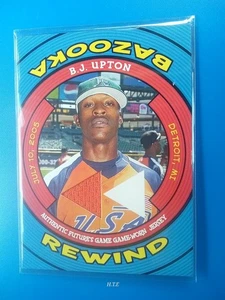 BAZOOKA
B.J. UPTON
JULY 10, 2005
DETROIT, MI
AUTHENTIC FUTURES GAME GAME-WORN JERSEY
REWIND
H.T.Z